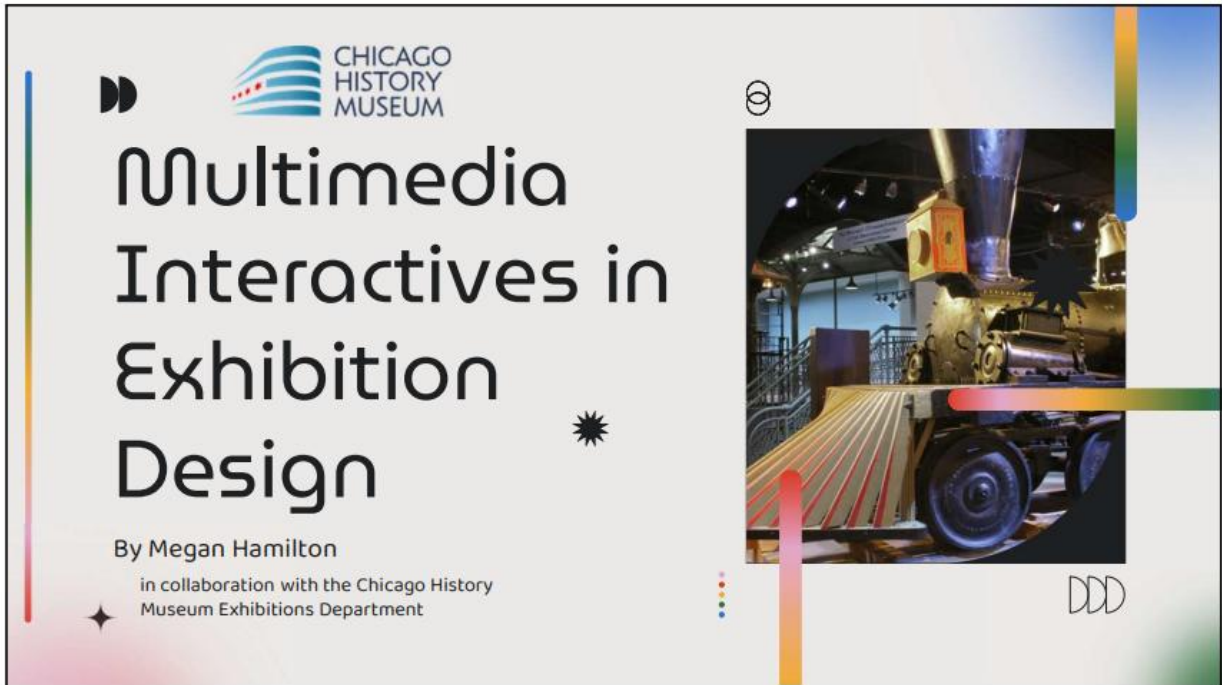 CHICAGO
HISTORY
MUSEUM
Multimedia
Interactives in
Exhibition
Design
By Megan Hamilton
in collaboration with the Chicago History
Museum Exhibitions Department